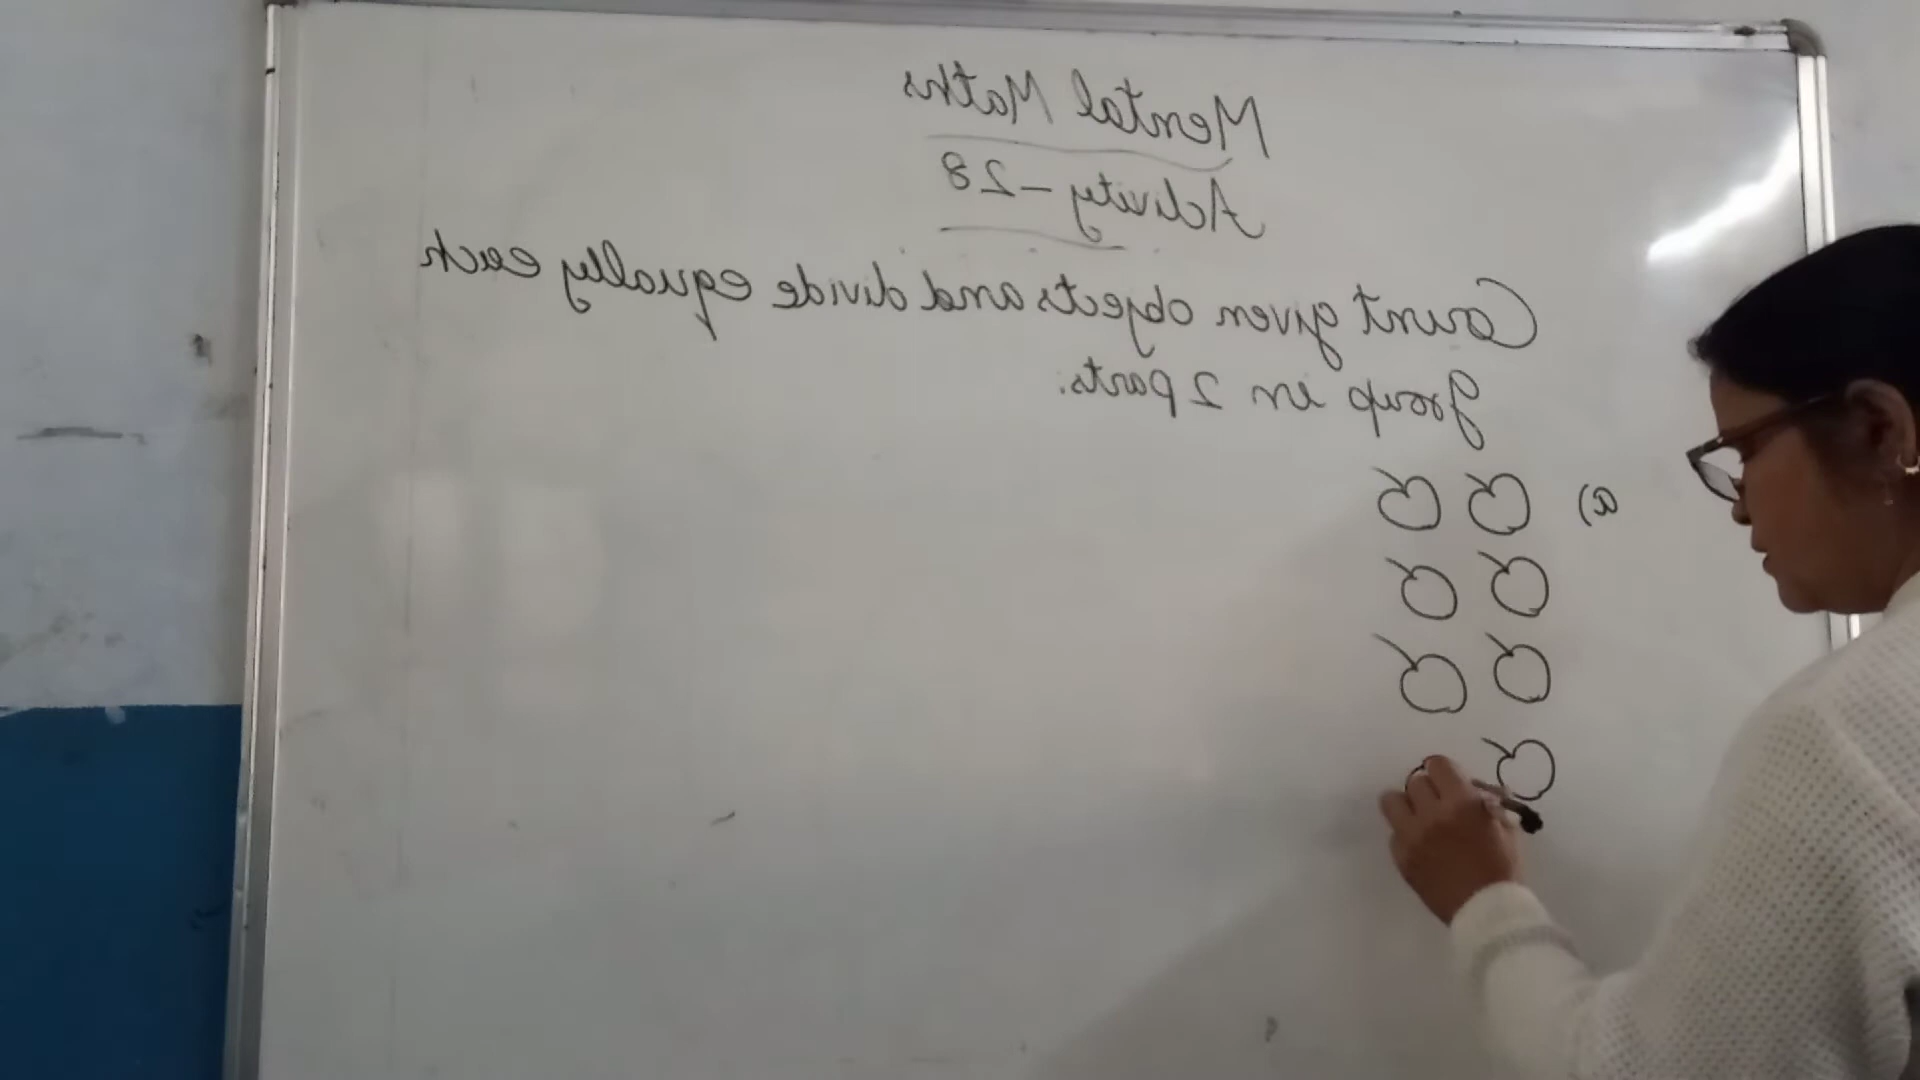 Mental Maths
Activity - 28
Count given objects and divide equally each
group in 2 parts.
a)